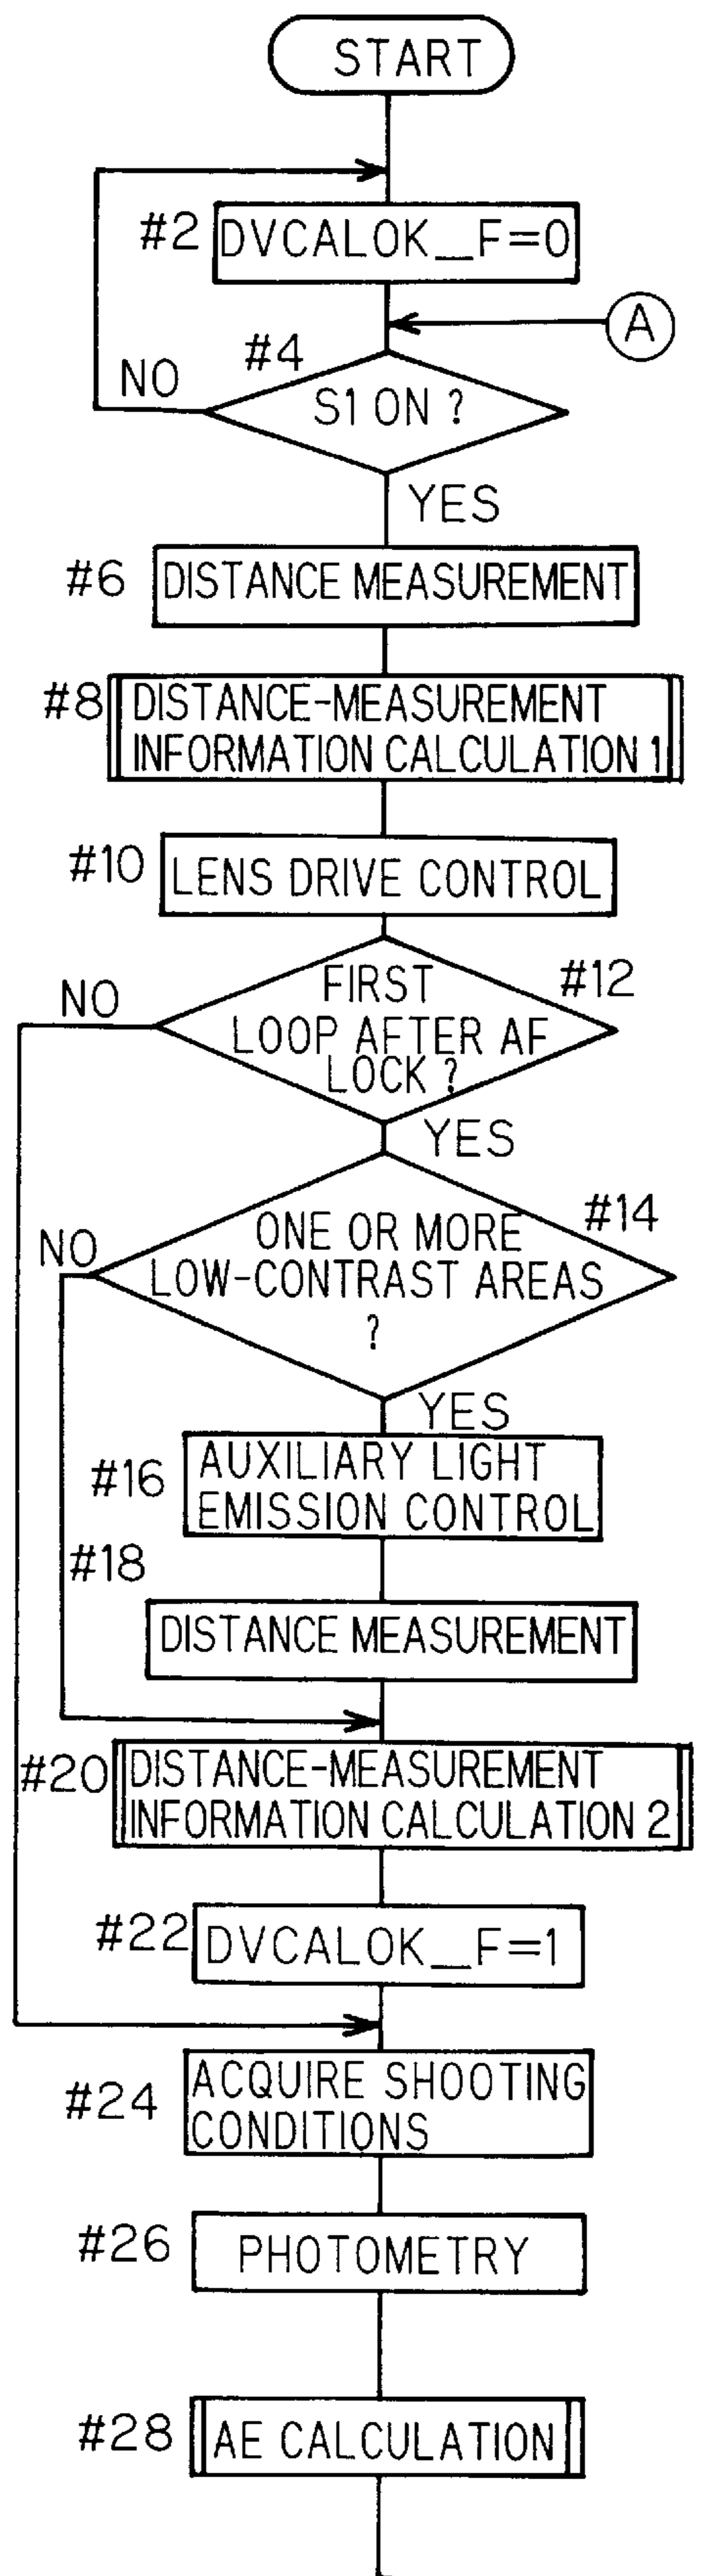 START
#2
DVCALOK_F=0
A
#4
NO
S1 ON ?
YES
#6
DISTANCE MEASUREMENT
#8
DISTANCE-MEASUREMENT
INFORMATION CALCULATION 1
#10
LENS DRIVE CONTROL
#12
NO
FIRST
LOOP AFTER AF
LOCK ?
YES
#14
NO
ONE OR MORE
LOW-CONTRAST AREAS
?
YES
#16
AUXILIARY LIGHT
EMISSION CONTROL
#18
DISTANCE MEASUREMENT
#20
DISTANCE-MEASUREMENT
INFORMATION CALCULATION 2
#22
DVCALOK_F=1
#24
ACQUIRE SHOOTING
CONDITIONS
#26
PHOTOMETRY
#28
AE CALCULATION